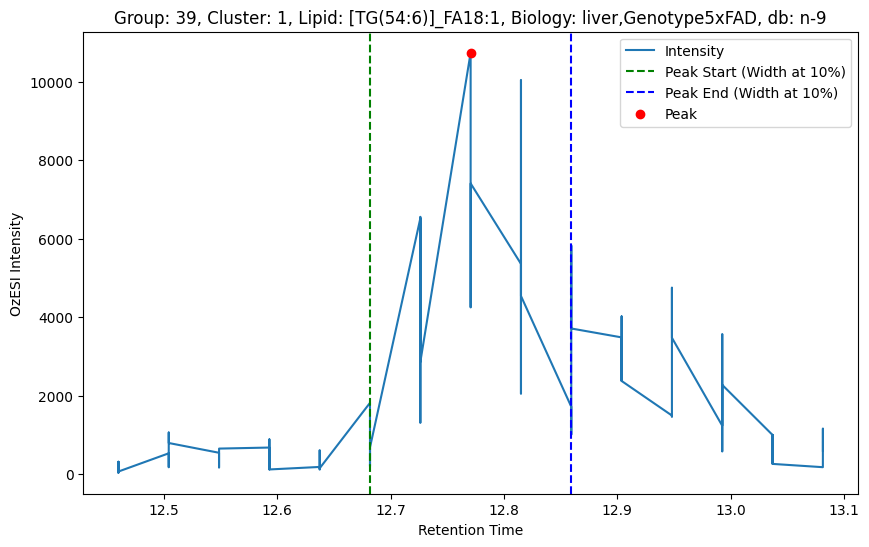 Group: 39, Cluster: 1, Lipid: [TG(54:6)]_FA18:1, Biology: liver,Genotype5xFAD, db: n-9
Intensity
Peak Start (Width at 10%)
Peak End (Width at 10%)
Peak
OzESI Intensity
10000
8000
6000
4000
2000
0
12.5
12.6
12.7
12.8
12.9
13.0
13.1
Retention Time